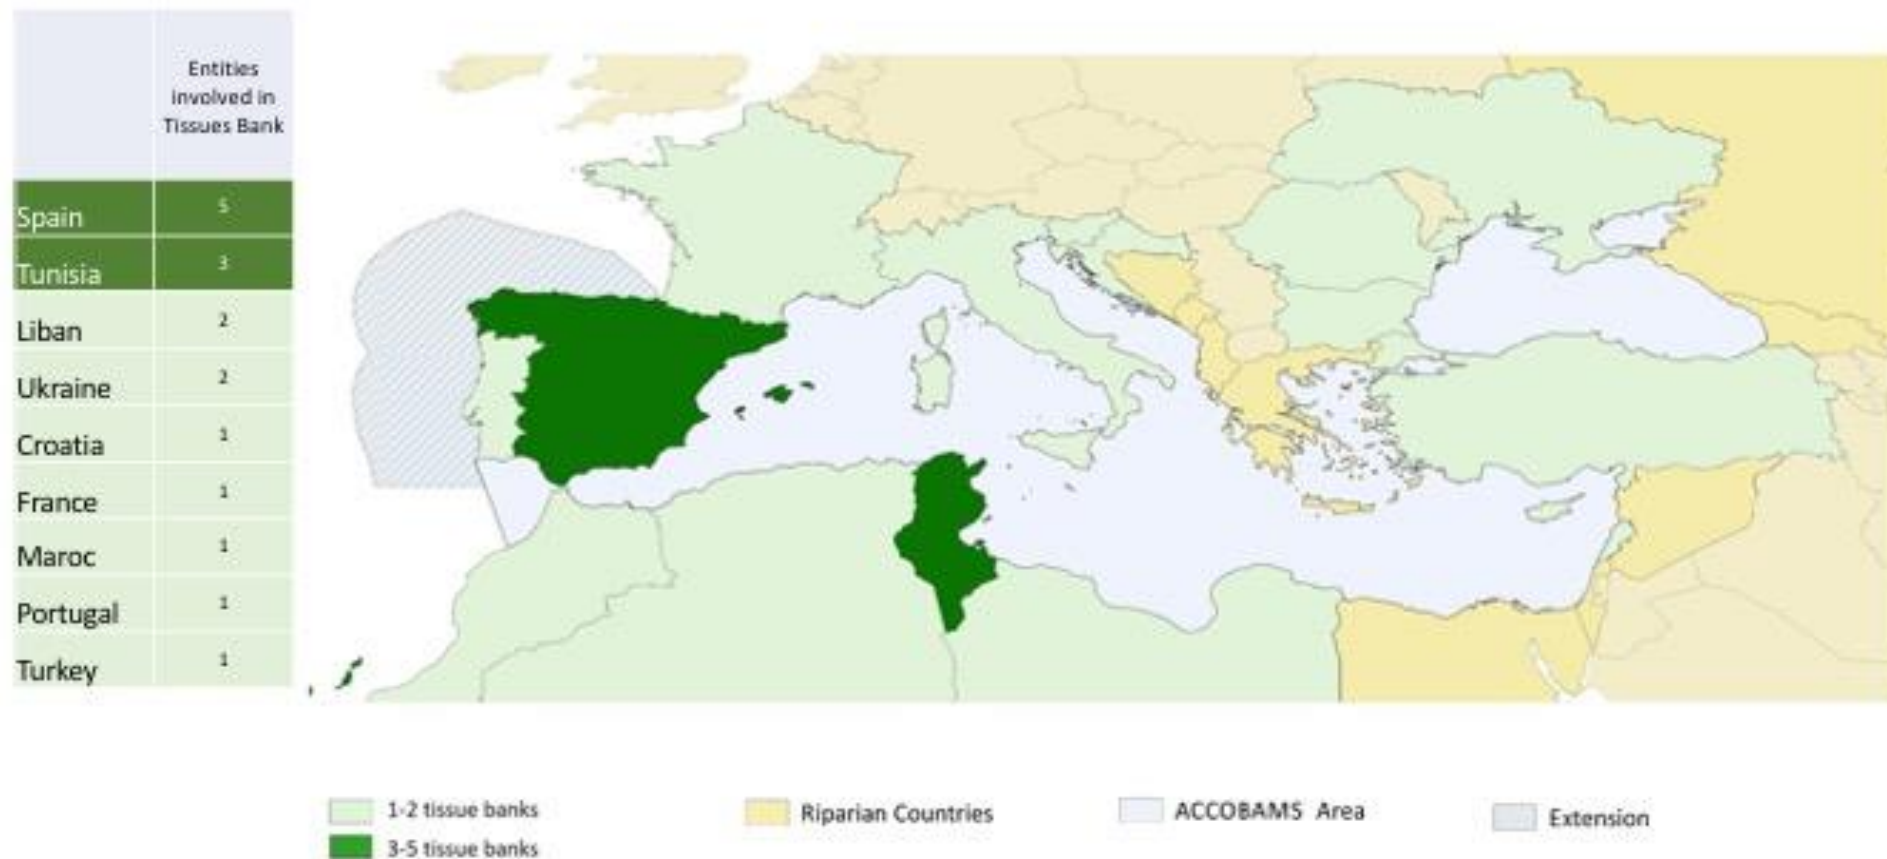 Entities
involved in
Tissues Bank
Spain 5
Tunisia 3
Liban 2
Ukraine 2
Croatia 1
France 1
Maroc 1
Portugal 1
Turkey 1
1-2 tissue banks
3-5 tissue banks
Riparian Countries
ACCOBAMS Area
Extension